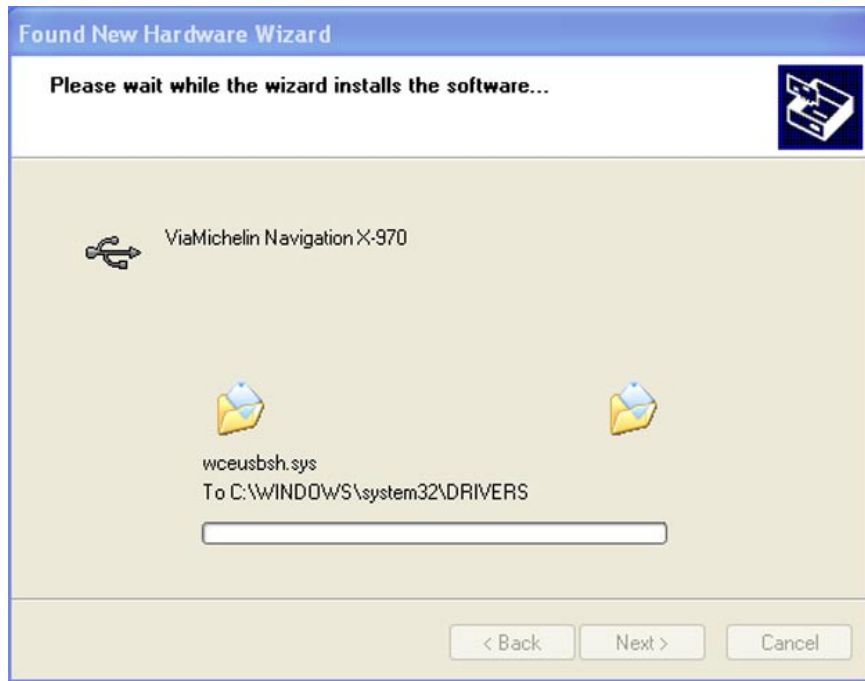 Found New Hardware Wizard
Please wait while the wizard installs the software...
ViaMichelin Navigation X-970
wceusbsh.sys
To C:\WINDOWS\system32\DRIVERS
< Back
Next >
Cancel